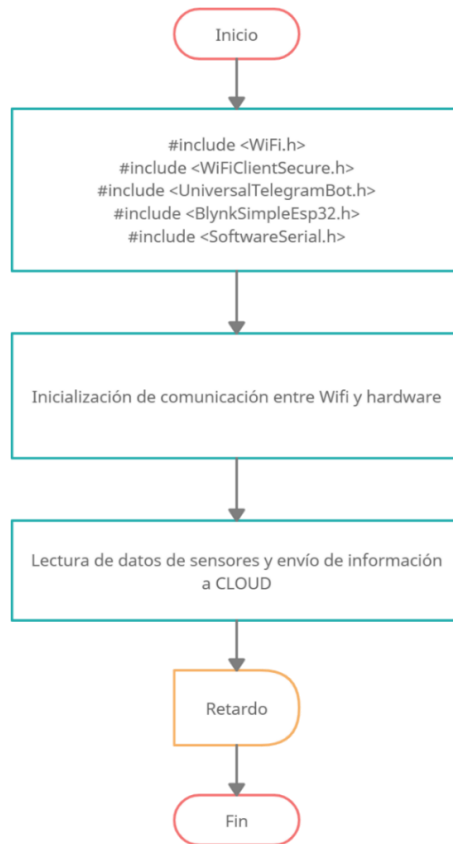 Inicio
#include <WiFi.h>
#include <WiFiClientSecure.h>
#include <UniversalTelegramBot.h>
#include <BlynkSimpleEsp32.h>
#include <SoftwareSerial.h>
Inicialización de comunicación entre Wifi y hardware
Lectura de datos de sensores y envío de información
a CLOUD
Retardo
Fin